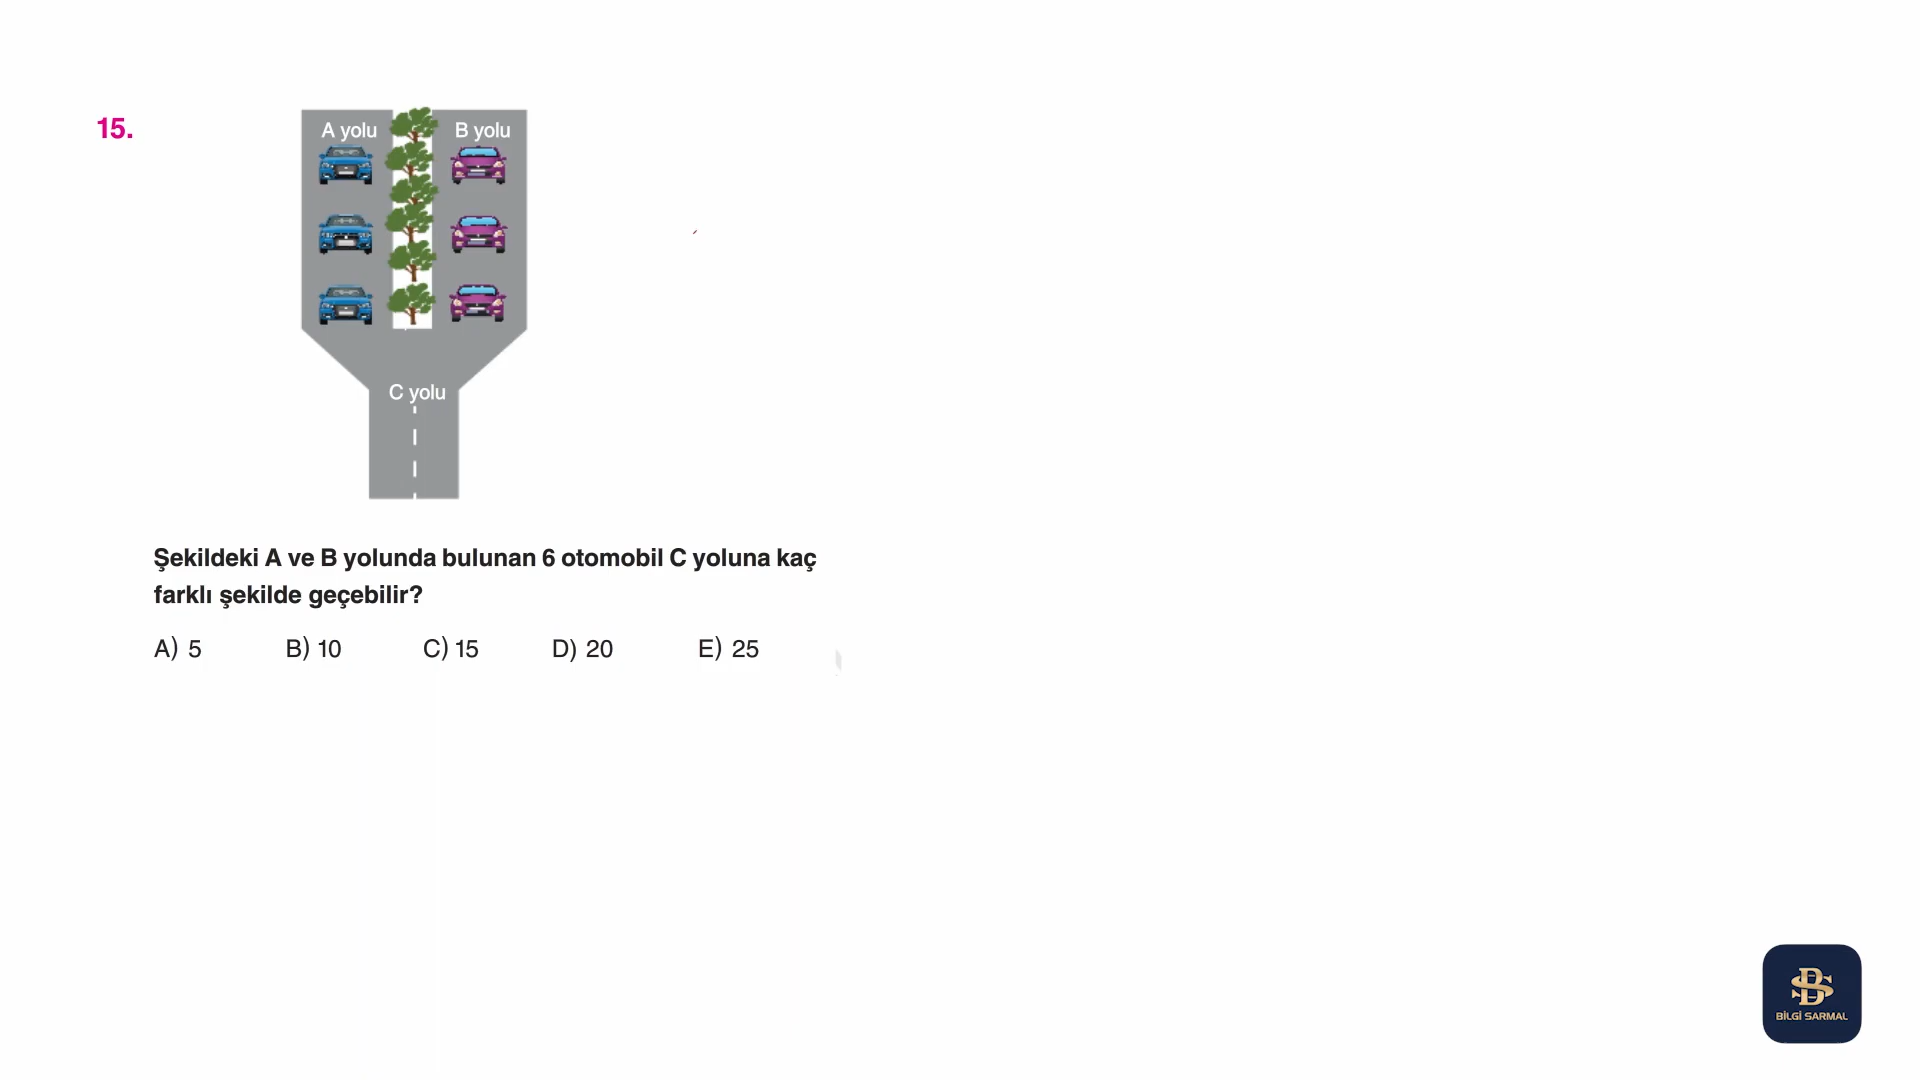 15.
A yolu
B yolu
C yolu
Şekildeki A ve B yolunda bulunan 6 otomobil C yoluna kaç
farklı şekilde geçebilir?
A) 5 B) 10 C) 15 D) 20 E) 25
BİLGİ SARMAL